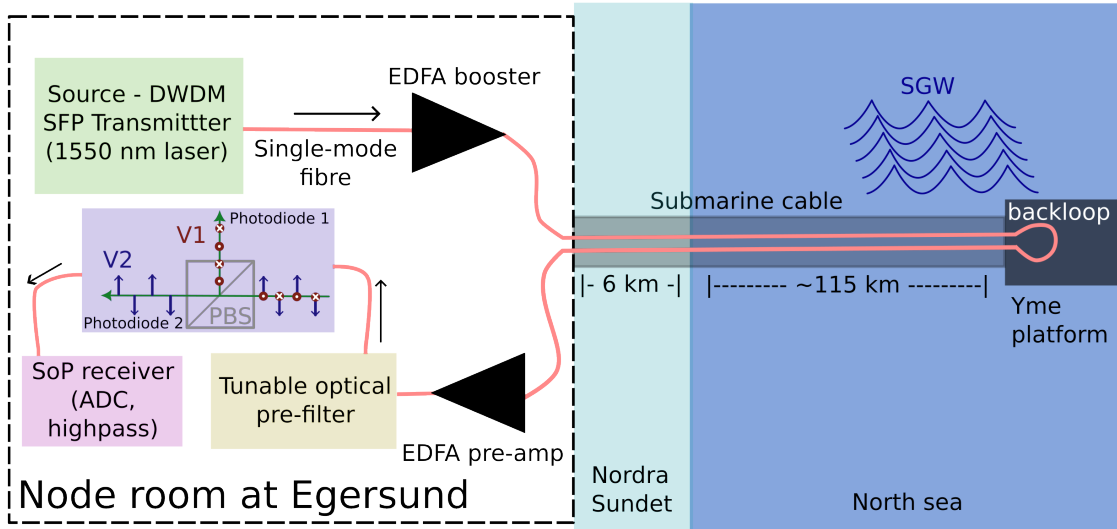 Source - DWDM
SFP Transmittter
(1550 nm laser)
Single-mode
fibre
EDFA booster
SGW
Submarine cable
backloop
|- 6 km -|
|--------- ~115 km ---------|
Yme
platform
Photodiode 1
V1
V2
Photodiode 2
PBS
SoP receiver
(ADC,
highpass)
Tunable optical
pre-filter
EDFA pre-amp
Node room at Egersund
Nordra
Sundet
North sea